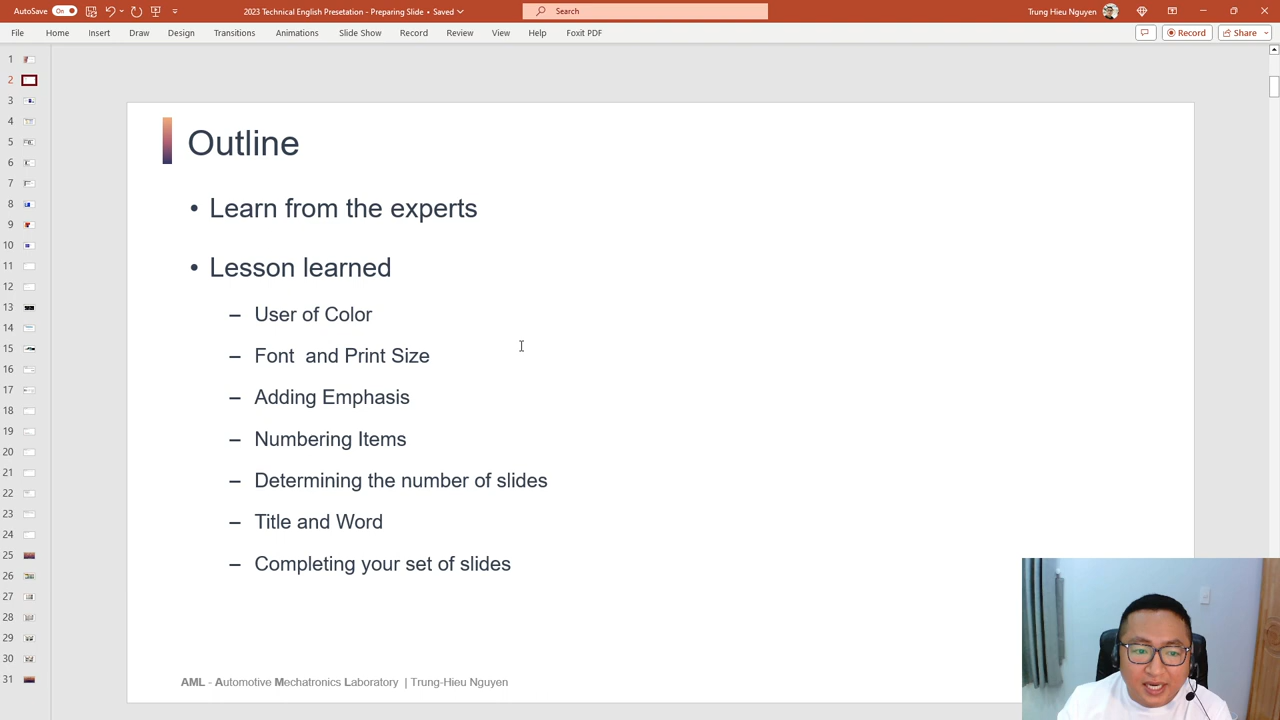 AutoSave On 2023 Technical English Presetation - Preparing Slide • Saved Search Trung Hieu Nguyen
File Home Insert Draw Design Transitions Animations Slide Show Record Review View Help Foxit PDF Record Share
1
2
3
4
5
6
7
8
9
10
11
12
13
14
15
16
17
18
19
20
21
22
23
24
25
26
27
28
29
30
31
Outline
• Learn from the experts
• Lesson learned
– User of Color
– Font  and Print Size
– Adding Emphasis
– Numbering Items
– Determining the number of slides
– Title and Word
– Completing your set of slides
AML - Automotive Mechatronics Laboratory | Trung-Hieu Nguyen